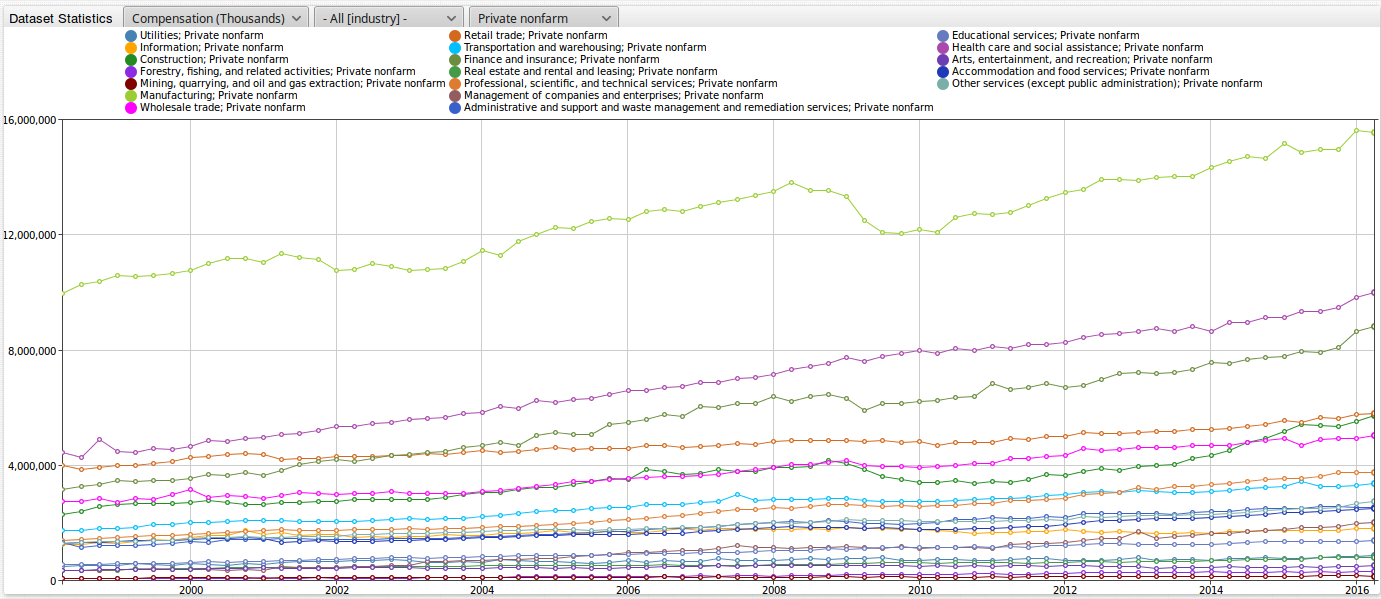 Dataset Statistics Compensation (Thousands) - All [industry] - Private nonfarm
Utilities; Private nonfarm Retail trade; Private nonfarm Educational services; Private nonfarm
Information; Private nonfarm Transportation and warehousing; Private nonfarm Health care and social assistance; Private nonfarm
Construction; Private nonfarm Finance and insurance; Private nonfarm Arts, entertainment, and recreation; Private nonfarm
Forestry, fishing, and related activities; Private nonfarm Real estate and rental and leasing; Private nonfarm Accommodation and food services; Private nonfarm
Mining, quarrying, and oil and gas extraction; Private nonfarm Professional, scientific, and technical services; Private nonfarm Other services (except public administration); Private nonfarm
Manufacturing; Private nonfarm Management of companies and enterprises; Private nonfarm
Wholesale trade; Private nonfarm Administrative and support and waste management and remediation services; Private nonfarm
16,000,000
12,000,000
8,000,000
4,000,000
0
2000 2002 2004 2006 2008 2010 2012 2014 2016